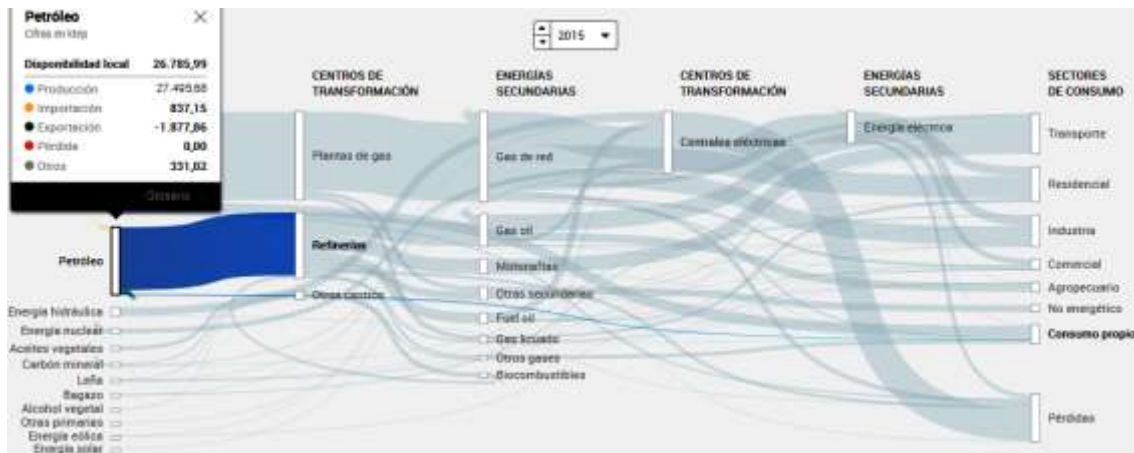 Petróleo
Cifras en ktep
Disponibilidad local 26.785,99
Producción 27.495,68
Importación 837,15
Exportación -1.877,86
Pérdida 0,00
Otros 331,02
Glosario
2015
CENTROS DE TRANSFORMACIÓN
ENERGÍAS SECUNDARIAS
CENTROS DE TRANSFORMACIÓN
ENERGÍAS SECUNDARIAS
SECTORES DE CONSUMO
Plantas de gas
Refinerías
Otros centros
Gas de red
Gas oil
Motonaftas
Otras secundarias
Fuel oil
Gas licuado
Otros gases
Biocombustibles
Centrales eléctricas
Energía eléctrica
Transporte
Residencial
Industria
Comercial
Agropecuario
No energético
Consumo propio
Pérdidas
Petróleo
Energía hidráulica
Energía nuclear
Aceites vegetales
Carbón mineral
Leña
Bagazo
Alcohol vegetal
Otras primarias
Energía eólica
Energía solar